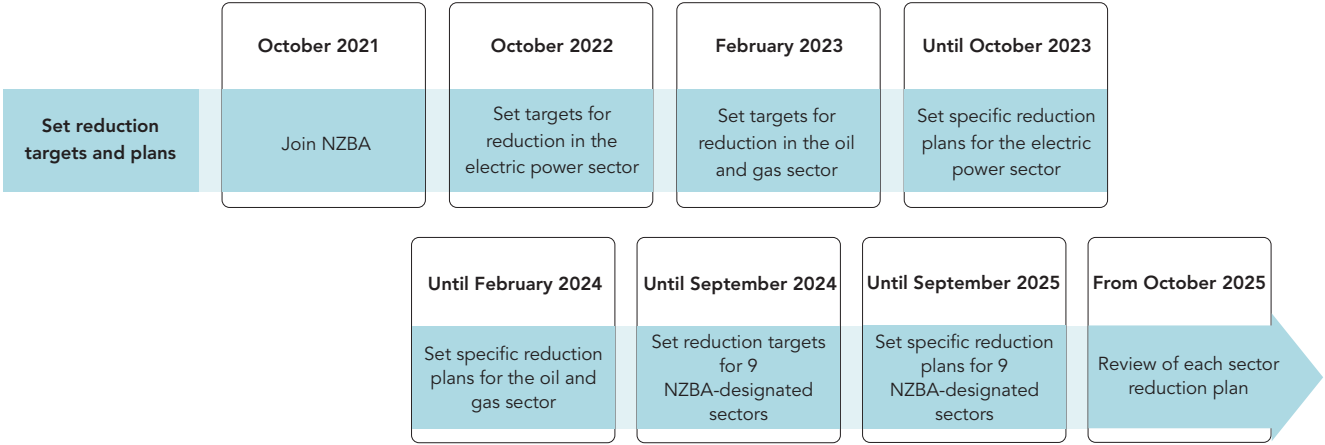 October 2021
October 2022
February 2023
Until October 2023
Set reduction
targets and plans
Join NZBA
Set targets for
reduction in the
electric power sector
Set targets for
reduction in the oil
and gas sector
Set specific reduction
plans for the electric
power sector
Until February 2024
Until September 2024
Until September 2025
From October 2025
Set specific reduction
plans for the oil and
gas sector
Set reduction targets
for 9
NZBA-designated
sectors
Set specific reduction
plans for 9
NZBA-designated
sectors
Review of each sector
reduction plan